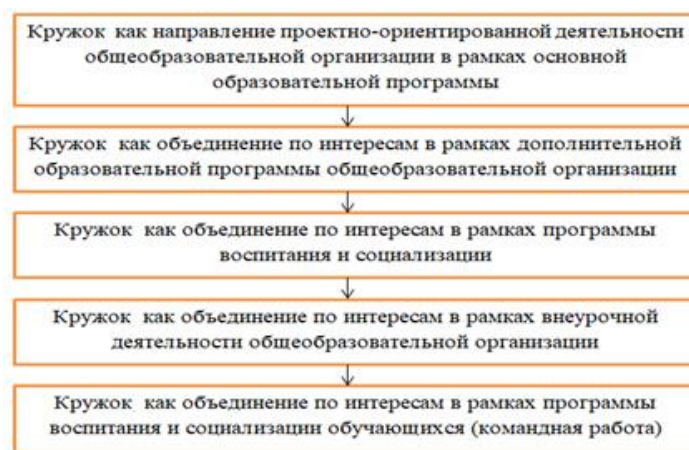 Кружок как направление проектно-ориентированной деятельности
общеобразовательной организации в рамках основной
образовательной программы
Кружок как объединение по интересам в рамках дополнительной
образовательной программы общеобразовательной организации
Кружок как объединение по интересам в рамках программы
воспитания и социализации
Кружок как объединение по интересам в рамках внеурочной
деятельности общеобразовательной организации
Кружок как объединение по интересам в рамках программы
воспитания и социализации обучающихся (командная работа)